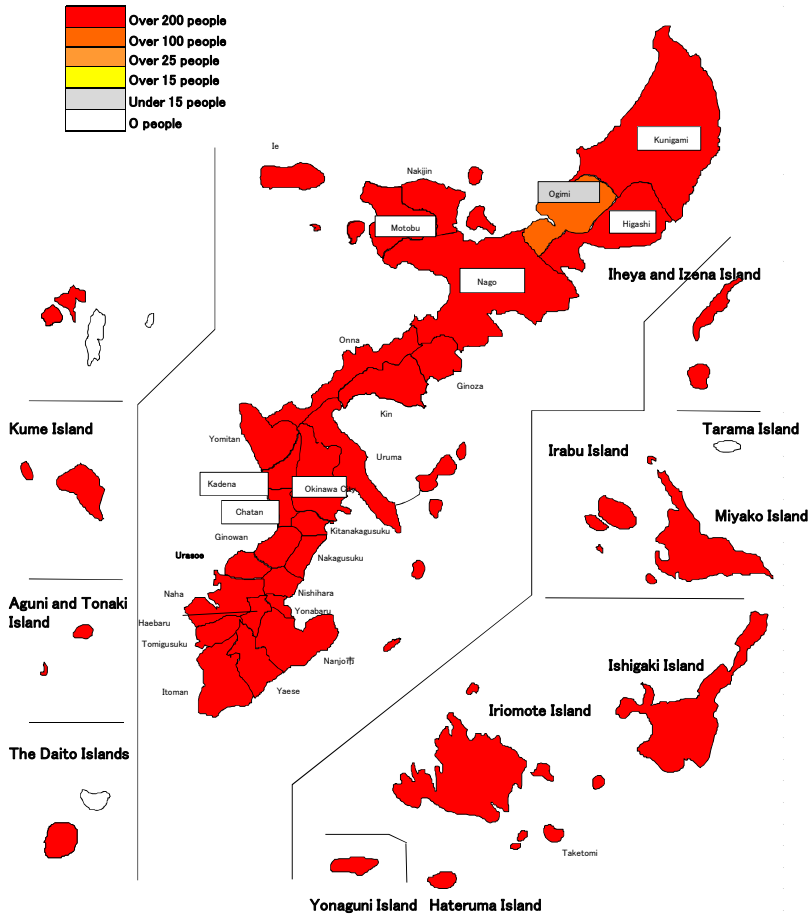 Over 200 people
Over 100 people
Over 25 people
Over 15 people
Under 15 people
O people
Ie
Nakijin
Kunigami
Ogimi
Motobu
Higashi
Nago
Iheya and Izena Island
Onna
Ginoza
Kin
Kume Island
Yomitan
Tarama Island
Irabu Island
Uruma
Kadena
Okinawa City
Chatan
Miyako Island
Kitanakagusuku
Ginowan
Urasoe
Nakagusuku
Naha
Nishihara
Aguni and Tonaki
Island
Yonabaru
Haebaru
Tomigusuku
Nanjo市
Ishigaki Island
Itoman
Yaese
Iriomote Island
The Daito Islands
Taketomi
Yonaguni Island
Hateruma Island